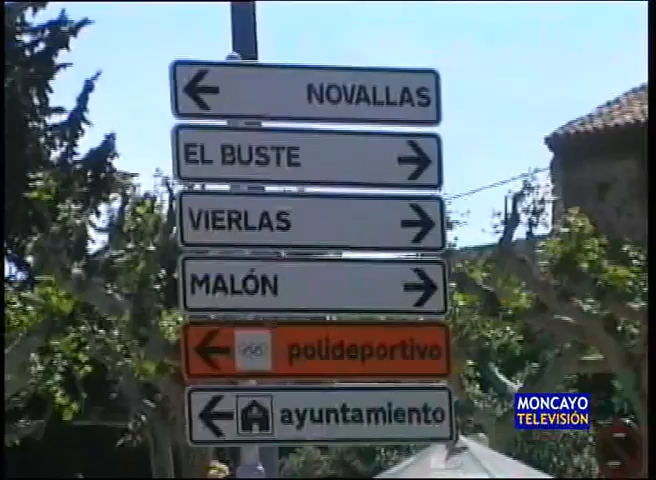 NOVALLAS
EL BUSTE
VIERLAS
MALÓN
polideportivo
ayuntamiento
MONCAYO
TELEVISIÓN